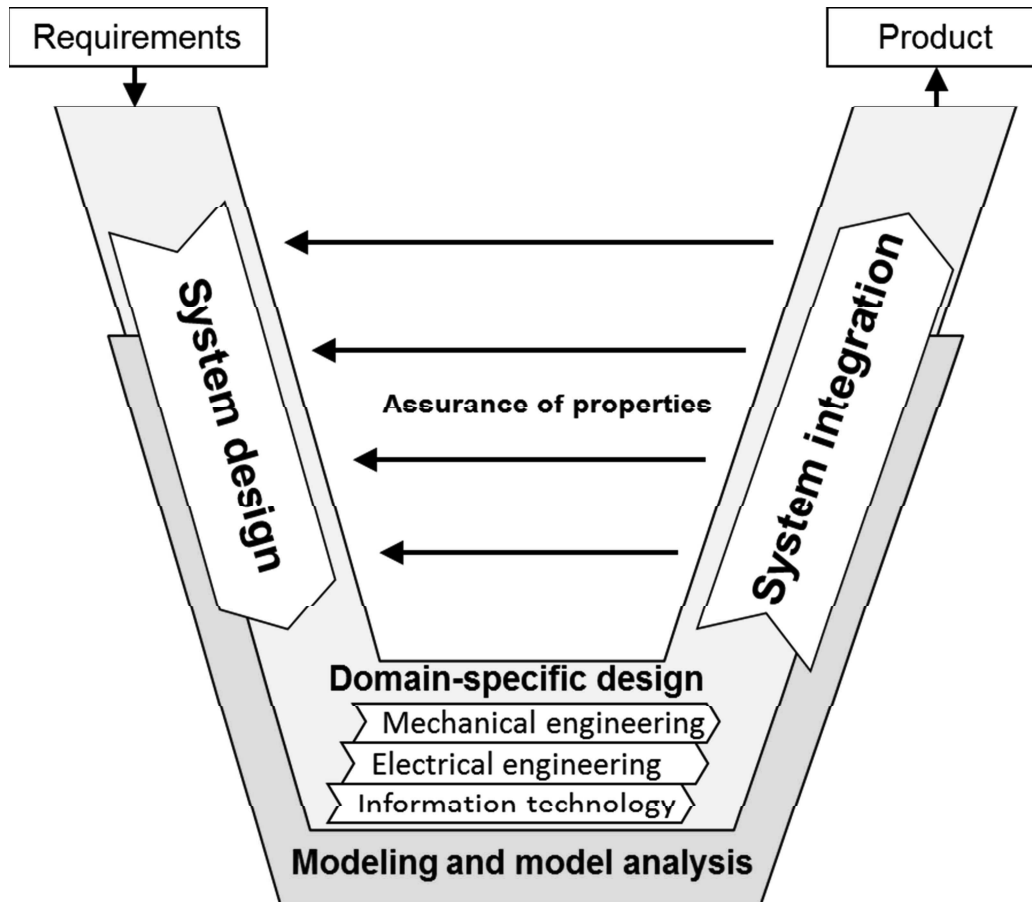 Requirements
Product
System design
Assurance of properties
System integration
Domain-specific design
Mechanical engineering
Electrical engineering
Information technology
Modeling and model analysis